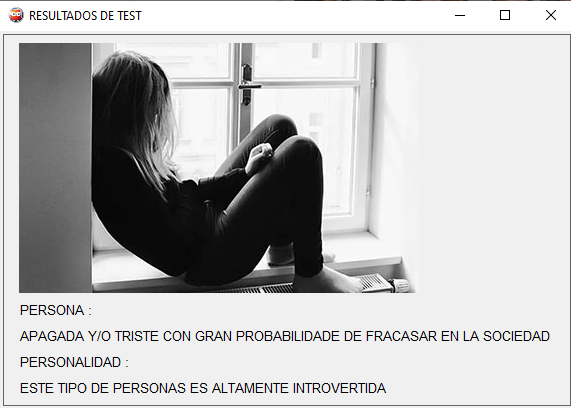 RESULTADOS DE TEST
PERSONA :
APAGADA Y/O TRISTE CON GRAN PROBABILIDADE DE FRACASAR EN LA SOCIEDAD
PERSONALIDAD :
ESTE TIPO DE PERSONAS ES ALTAMENTE INTROVERTIDA